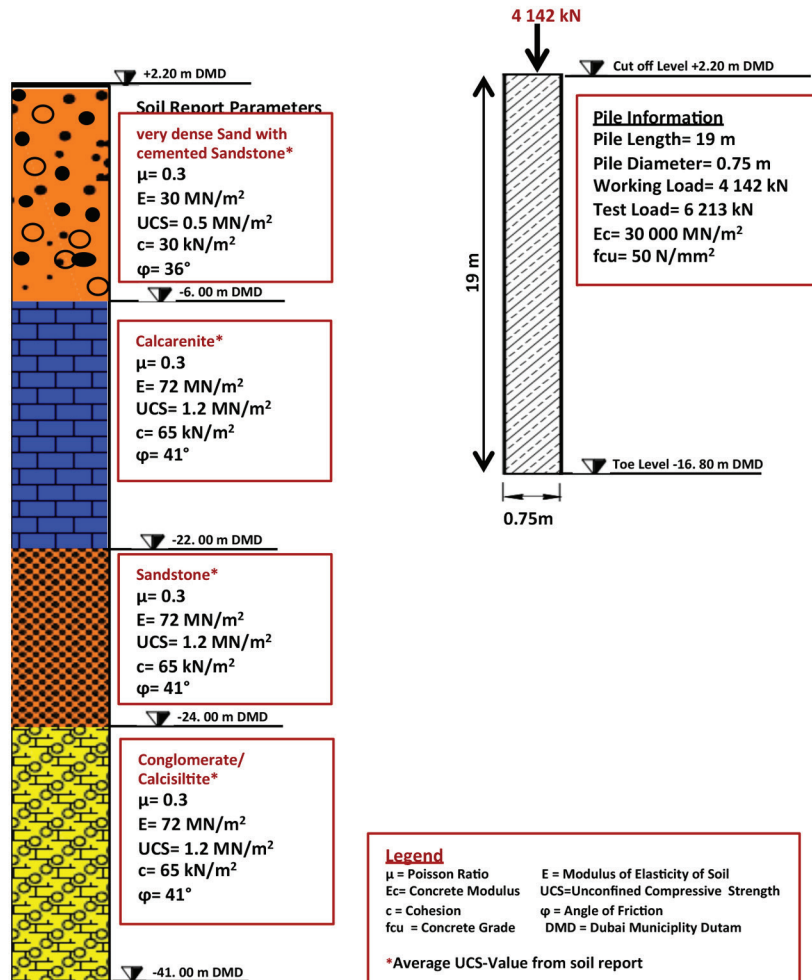 4 142 kN
+2.20 m DMD
Cut off Level +2.20 m DMD
Soil Report Parameters
very dense Sand with
cemented Sandstone*
μ= 0.3
E= 30 MN/m²
UCS= 0.5 MN/m²
c= 30 kN/m²
φ= 36°
-6. 00 m DMD
Calcarenite*
μ= 0.3
E= 72 MN/m²
UCS= 1.2 MN/m²
c= 65 kN/m²
φ= 41°
-22. 00 m DMD
Sandstone*
μ= 0.3
E= 72 MN/m²
UCS= 1.2 MN/m²
c= 65 kN/m²
φ= 41°
-24. 00 m DMD
Conglomerate/
Calcisiltite*
μ= 0.3
E= 72 MN/m²
UCS= 1.2 MN/m²
c= 65 kN/m²
φ= 41°
-41. 00 m DMD
19 m
Pile Information
Pile Length= 19 m
Pile Diameter= 0.75 m
Working Load= 4 142 kN
Test Load= 6 213 kN
Ec= 30 000 MN/m²
fcu= 50 N/mm²
Toe Level -16. 80 m DMD
0.75m
Legend
μ = Poisson Ratio E = Modulus of Elasticity of Soil
Ec= Concrete Modulus UCS=Unconfined Compressive Strength
c = Cohesion φ = Angle of Friction
fcu = Concrete Grade DMD = Dubai Municiplity Dutam
*Average UCS-Value from soil report